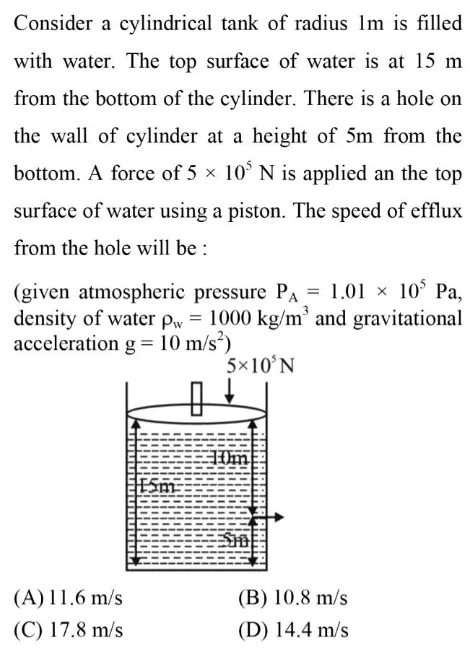 Consider a cylindrical tank of radius 1m is filled
with water. The top surface of water is at 15 m
from the bottom of the cylinder. There is a hole on
the wall of cylinder at a height of 5m from the
bottom. A force of 5 × 10⁵ N is applied an the top
surface of water using a piston. The speed of efflux
from the hole will be :
(given atmospheric pressure P_A = 1.01 × 10⁵ Pa,
density of water ρ_w = 1000 kg/m³ and gravitational
acceleration g = 10 m/s²)
5×10⁵N
10m
15m
5m
(A) 11.6 m/s (B) 10.8 m/s
(C) 17.8 m/s (D) 14.4 m/s